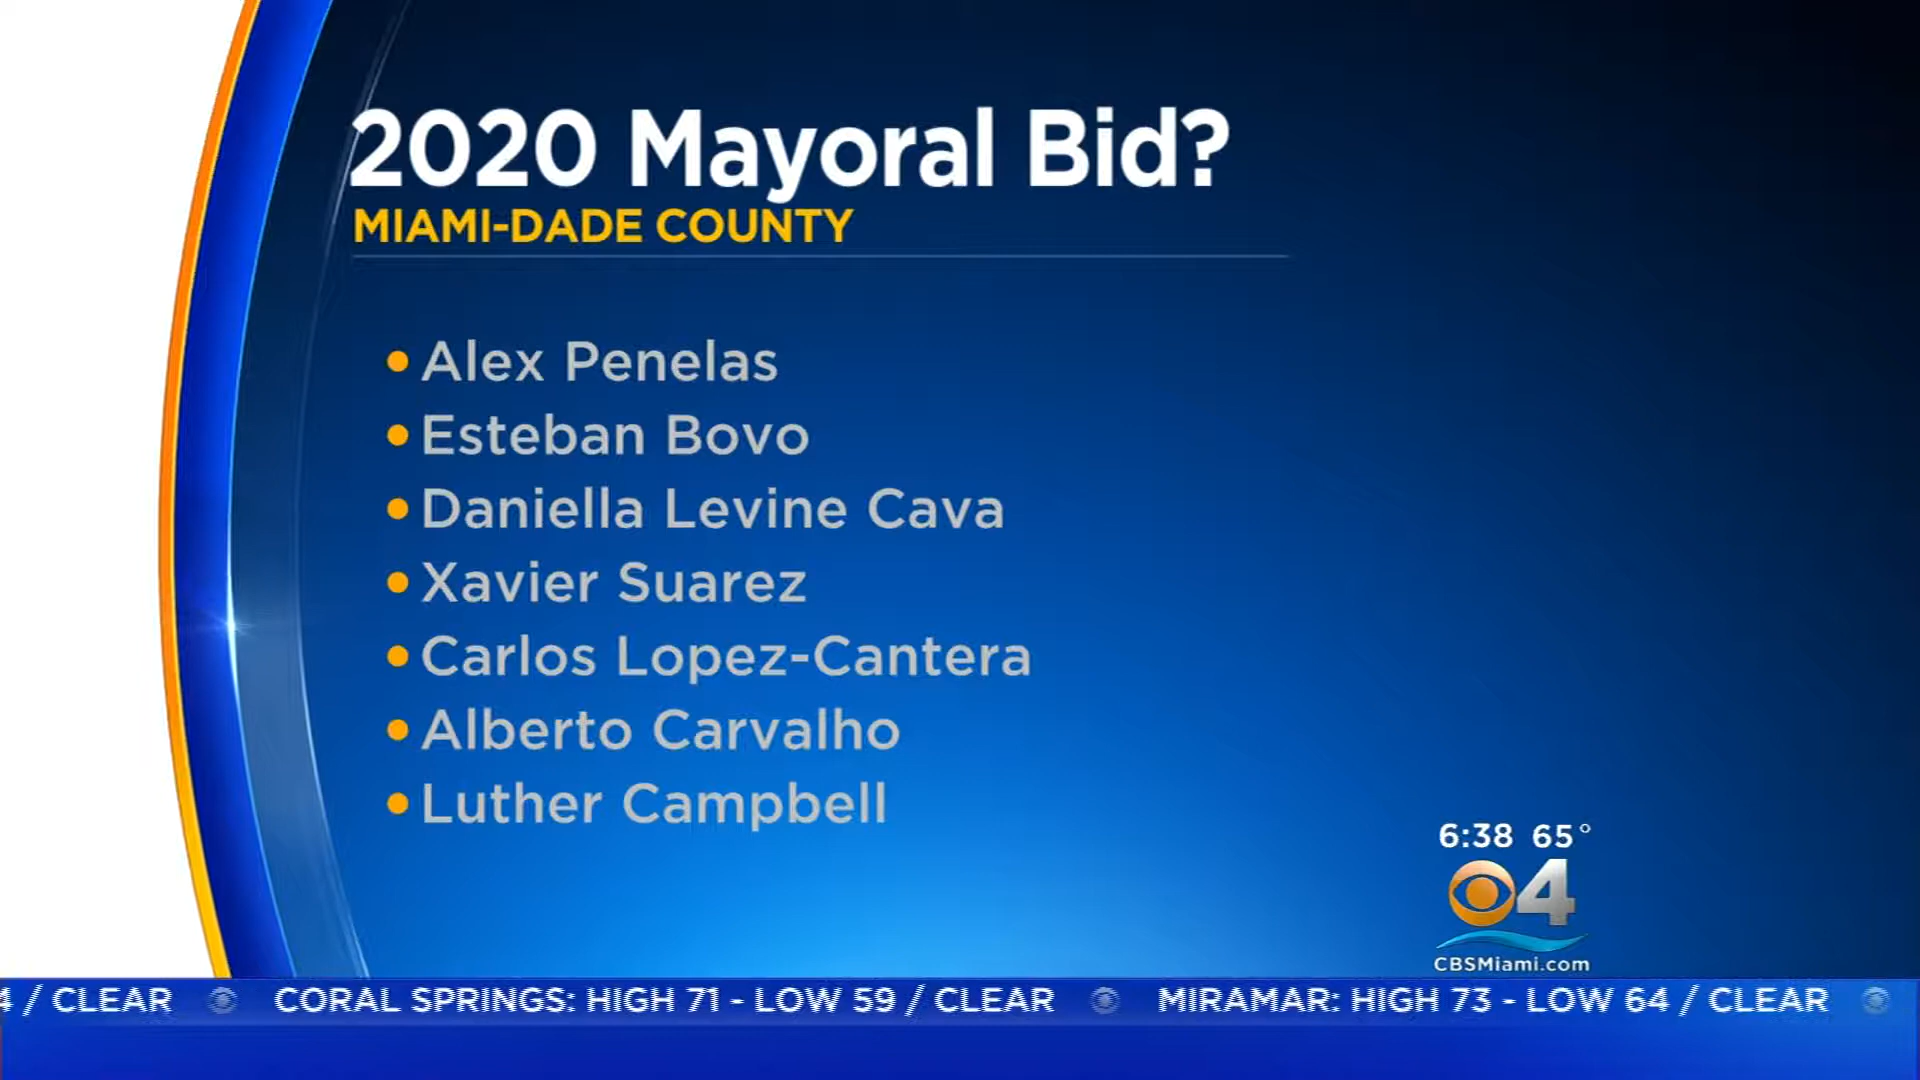 2020 Mayoral Bid?
MIAMI-DADE COUNTY
• Alex Penelas
• Esteban Bovo
• Daniella Levine Cava
• Xavier Suarez
• Carlos Lopez-Cantera
• Alberto Carvalho
• Luther Campbell
6:38 65°
4
CBSMiami.com
4 / CLEAR CORAL SPRINGS: HIGH 71 - LOW 59 / CLEAR MIRAMAR: HIGH 73 - LOW 64 / CLEAR